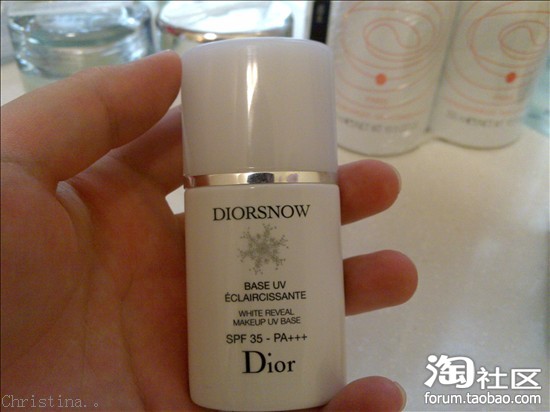 DIORSNOW
BASE UV
ÉCLAIRCISSANTE
WHITE REVEAL
MAKEUP UV BASE
SPF 35 - PA+++
Dior
Christina.
淘社区
forum.taobao.com